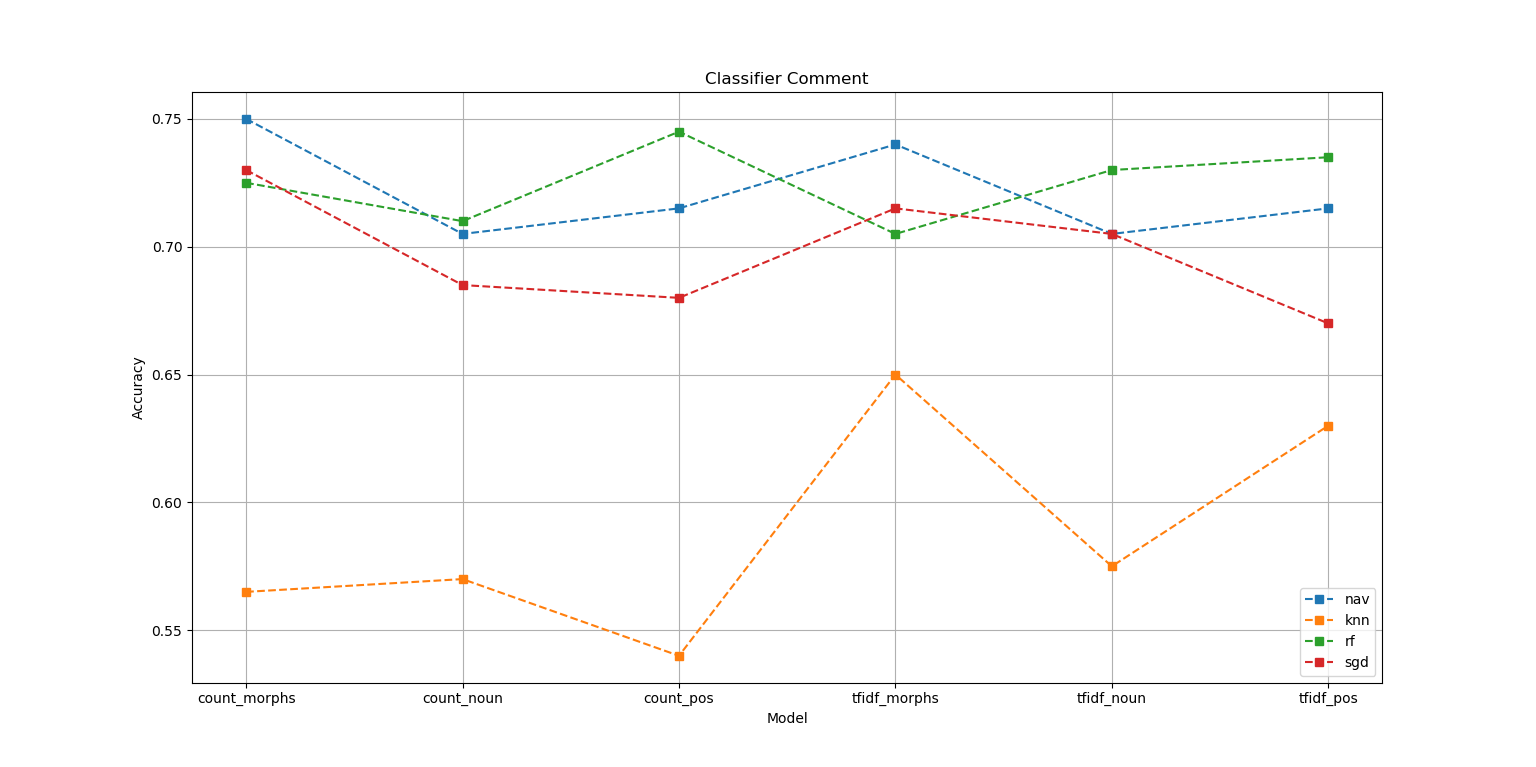 Classifier Comment
0.75
0.70
0.65
0.60
0.55
Accuracy
count_morphs
count_noun
count_pos
tfidf_morphs
tfidf_noun
tfidf_pos
Model
nav
knn
rf
sgd